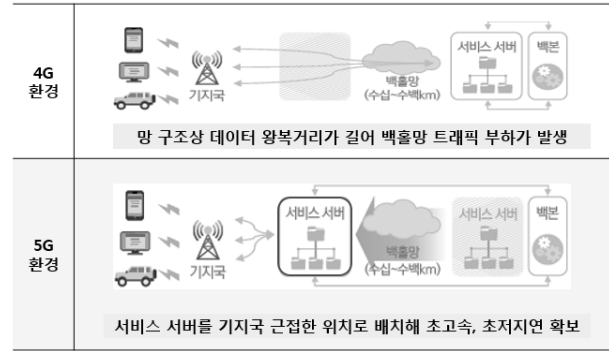 4G
환경
기지국
백홀망
(수십~수백km)
서비스 서버
백본
망 구조상 데이터 왕복거리가 길어 백홀망 트래픽 부하가 발생
5G
환경
기지국
서비스 서버
백홀망
(수십~수백km)
서비스 서버
백본
서비스 서버를 기지국 근접한 위치로 배치해 초고속, 초저지연 확보